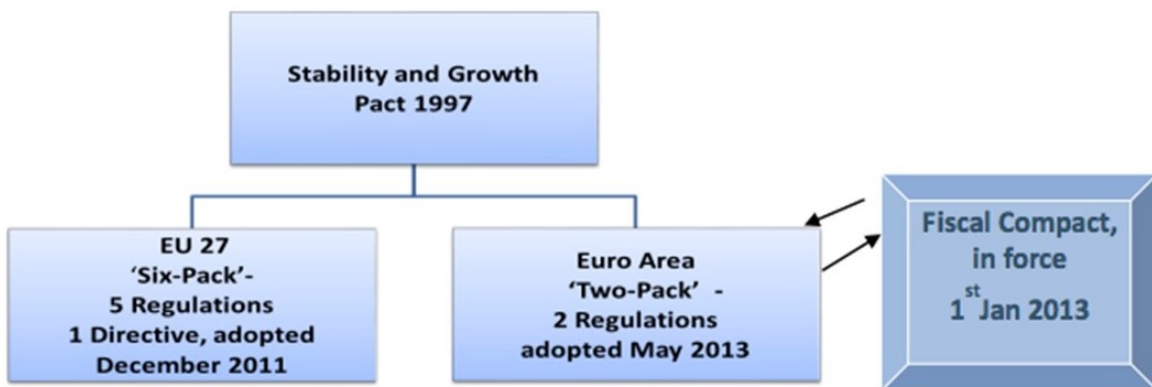 Stability and Growth
Pact 1997
EU 27
‘Six-Pack’-
5 Regulations
1 Directive, adopted
December 2011
Euro Area
‘Two-Pack’ -
2 Regulations
adopted May 2013
Fiscal Compact,
in force
1st Jan 2013